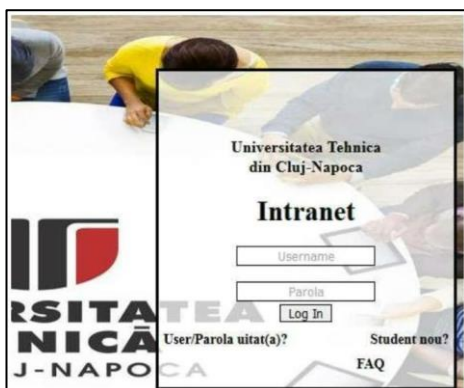 Universitatea Tehnica
din Cluj-Napoca
Intranet
Username
Parola
Log In
User/Parola uitat(a)?
Student nou?
FAQ
RSITATEA
NICĂ
J-NAPOCA